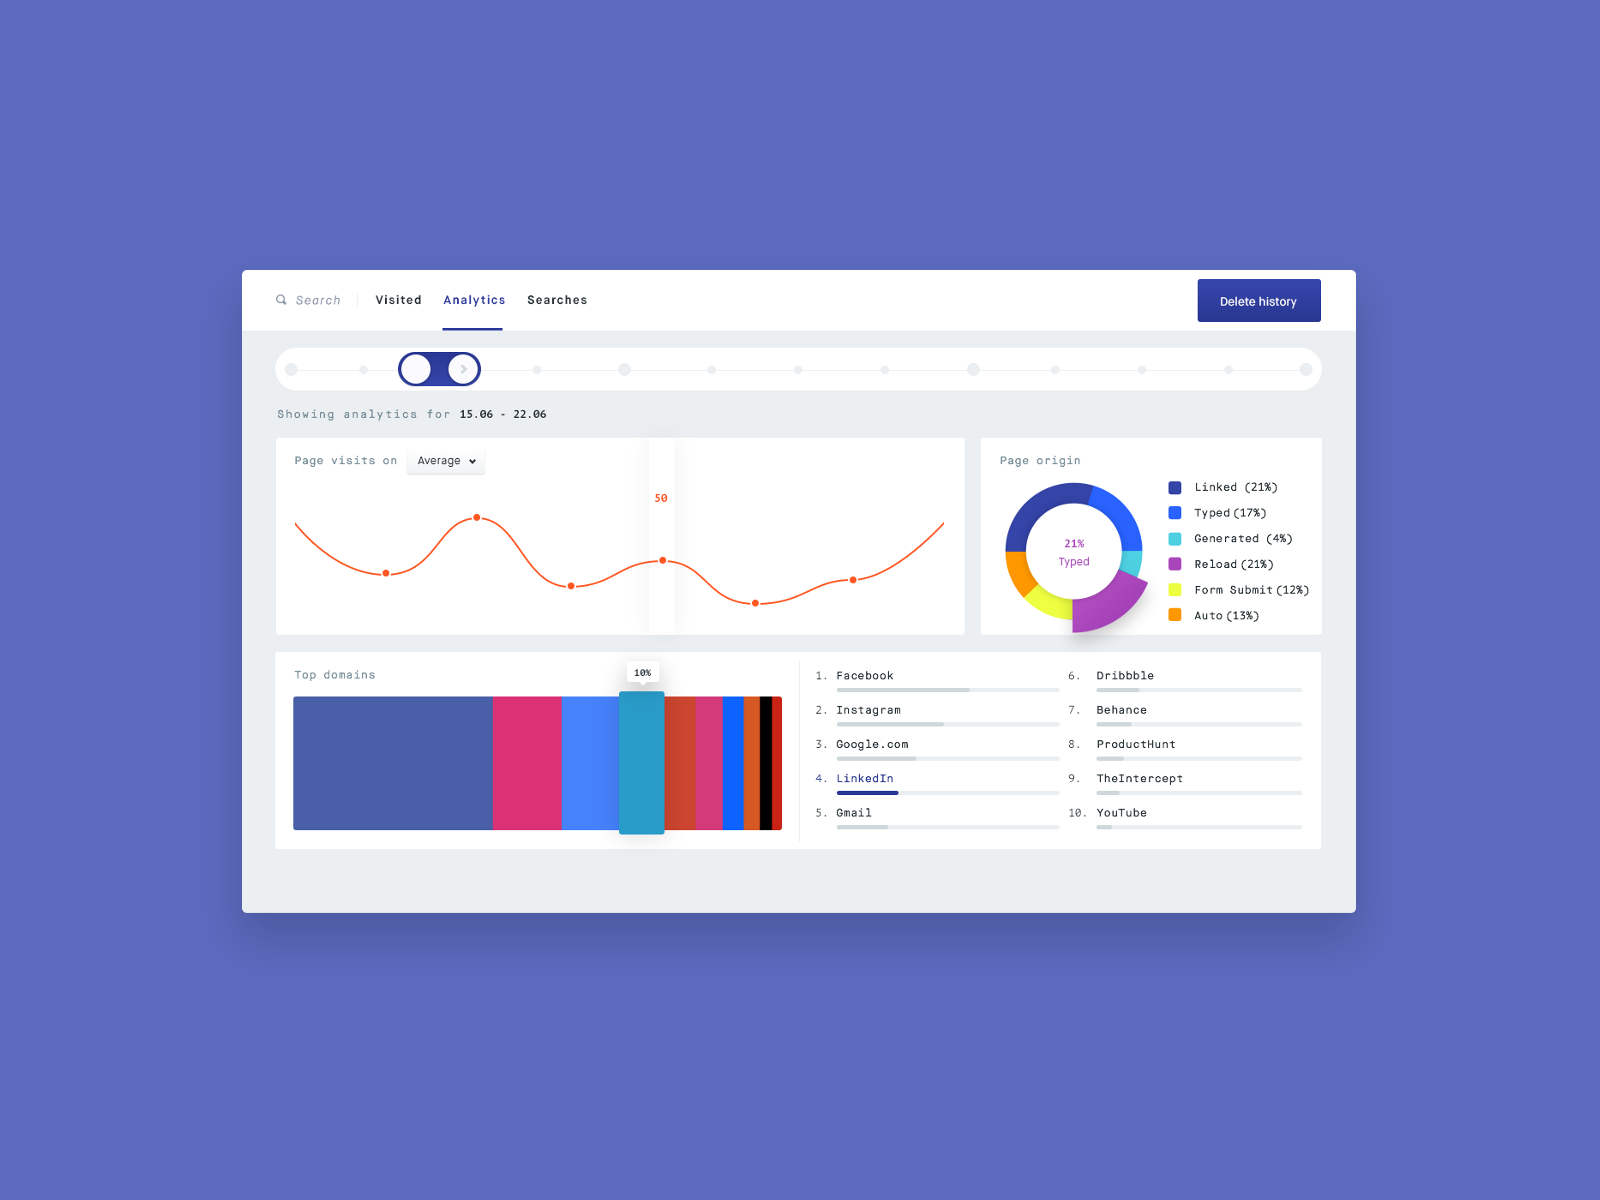 Search Visited Analytics Searches Delete history
Showing analytics for 15.06 - 22.06
Page visits on Average
50
Page origin
21%
Typed
Linked (21%)
Typed (17%)
Generated (4%)
Reload (21%)
Form Submit (12%)
Auto (13%)
Top domains
10%
1. Facebook
2. Instagram
3. Google.com
4. LinkedIn
5. Gmail
6. Dribbble
7. Behance
8. ProductHunt
9. TheIntercept
10. YouTube